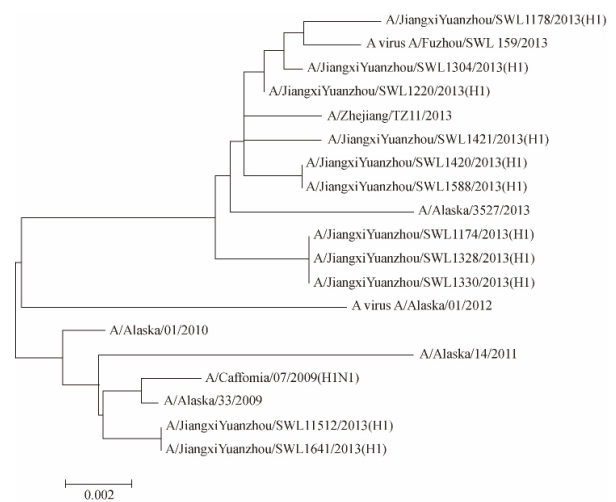 A/JiangxiYuanzhou/SWL1178/2013(H1)
A virus A/Fuzhou/SWL 159/2013
A/JiangxiYuanzhou/SWL1304/2013(H1)
A/JiangxiYuanzhou/SWL1220/2013(H1)
A/Zhejiang/TZ11/2013
A/JiangxiYuanzhou/SWL1421/2013(H1)
A/JiangxiYuanzhou/SWL1420/2013(H1)
A/JiangxiYuanzhou/SWL1588/2013(H1)
A/Alaska/3527/2013
A/JiangxiYuanzhou/SWL1174/2013(H1)
A/JiangxiYuanzhou/SWL1328/2013(H1)
A/JiangxiYuanzhou/SWL1330/2013(H1)
A virus A/Alaska/01/2012
A/Alaska/01/2010
A/Alaska/14/2011
A/Caffornia/07/2009(H1N1)
A/Alaska/33/2009
A/JiangxiYuanzhou/SWL11512/2013(H1)
A/JiangxiYuanzhou/SWL1641/2013(H1)
0.002